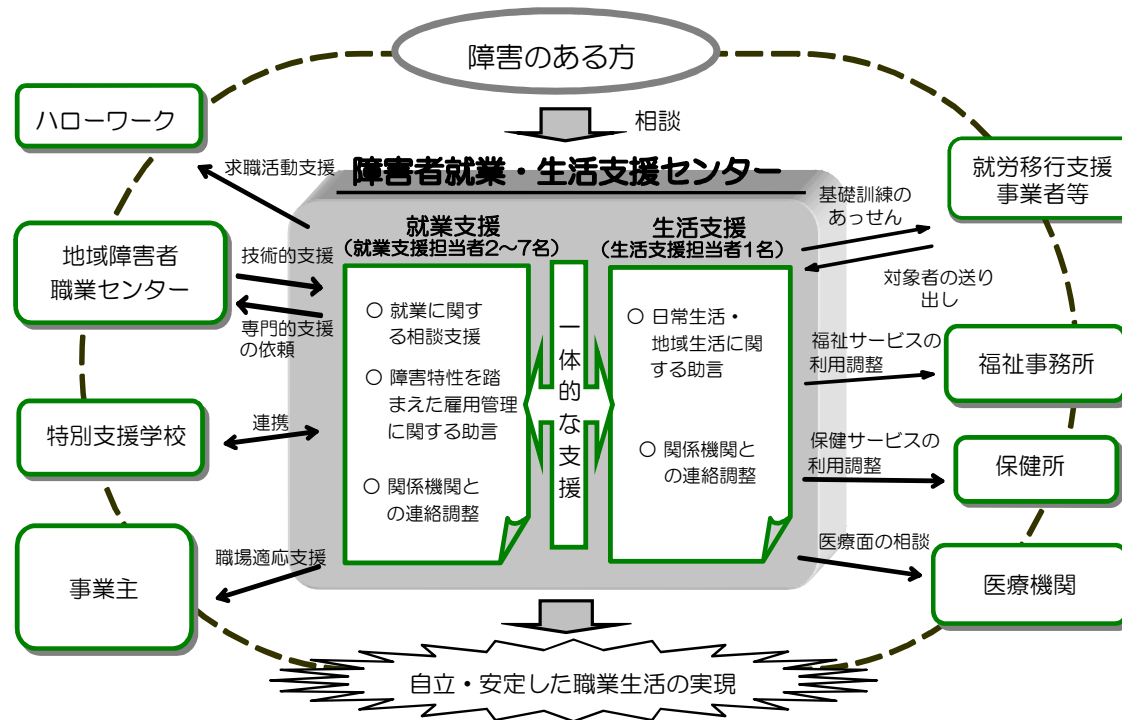 障害のある方
相談
ハローワーク
求職活動支援
地域障害者
職業センター
技術的支援
専門的支援
の依頼
特別支援学校
連携
事業主
職場適応支援
障害者就業・生活支援センター
就業支援
（就業支援担当者2～7名）
○ 就業に関す
る相談支援
○ 障害特性を踏
まえた雇用管理
に関する助言
○ 関係機関と
の連絡調整
一体的な支援
生活支援
（生活支援担当者1名）
○ 日常生活・
地域生活に関
する助言
○ 関係機関と
の連絡調整
基礎訓練の
あっせん
就労移行支援
事業者等
対象者の送り
出し
福祉サービスの
利用調整
福祉事務所
保健サービスの
利用調整
保健所
医療面の相談
医療機関
自立・安定した職業生活の実現